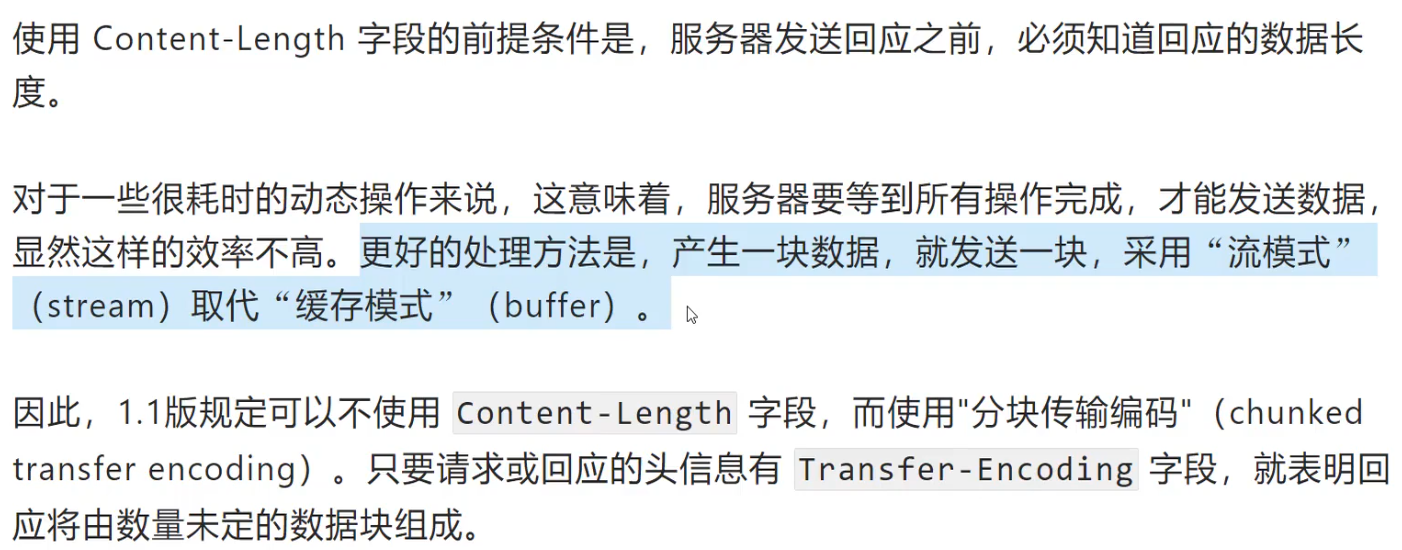 使用 Content-Length 字段的前提条件是，服务器发送回应之前，必须知道回应的数据长
度。
对于一些很耗时的动态操作来说，这意味着，服务器要等到所有操作完成，才能发送数据，
显然这样的效率不高。更好的处理方法是，产生一块数据，就发送一块，采用“流模式”
（stream）取代“缓存模式”（buffer）。
因此，1.1版规定可以不使用 Content-Length 字段，而使用"分块传输编码"（chunked
transfer encoding）。只要请求或回应的头信息有 Transfer-Encoding 字段，就表明回
应将由数量未定的数据块组成。